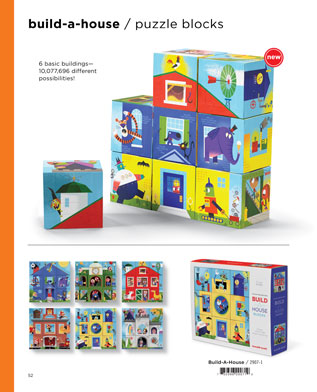 build-a-house / puzzle blocks
6 basic buildings—
10,077,696 different
possibilities!
new
BUILD
HOUSE
Build-A-House / 2957-1
52